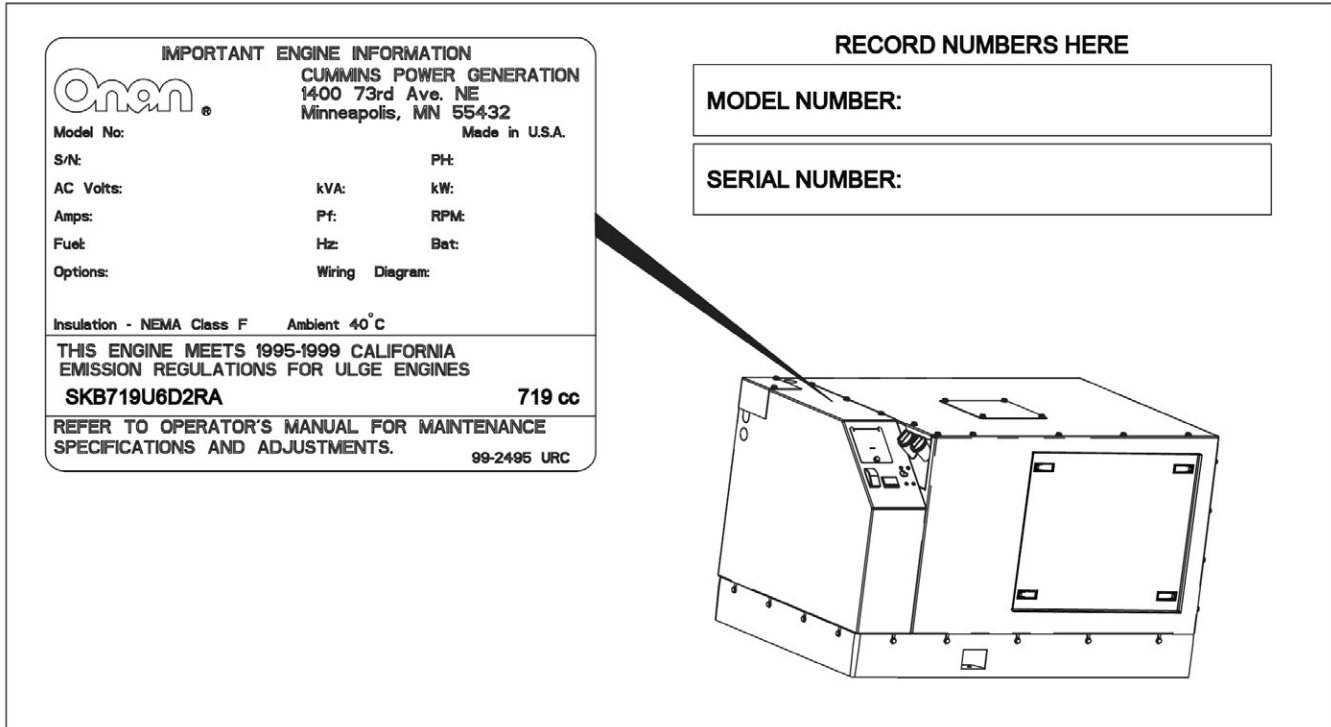 IMPORTANT ENGINE INFORMATION
Onan ®
CUMMINS POWER GENERATION
1400 73rd Ave. NE
Minneapolis, MN 55432
Model No: Made in U.S.A.
S/N: PH:
AC Volts: kVA: kW:
Amps: Pf: RPM:
Fuel: Hz: Bat:
Options: Wiring Diagram:
Insulation - NEMA Class F Ambient 40°C
THIS ENGINE MEETS 1995-1999 CALIFORNIA
EMISSION REGULATIONS FOR ULGE ENGINES
SKB719U6D2RA 719 cc
REFER TO OPERATOR'S MANUAL FOR MAINTENANCE
SPECIFICATIONS AND ADJUSTMENTS. 99-2495 URC
RECORD NUMBERS HERE
MODEL NUMBER:
SERIAL NUMBER: